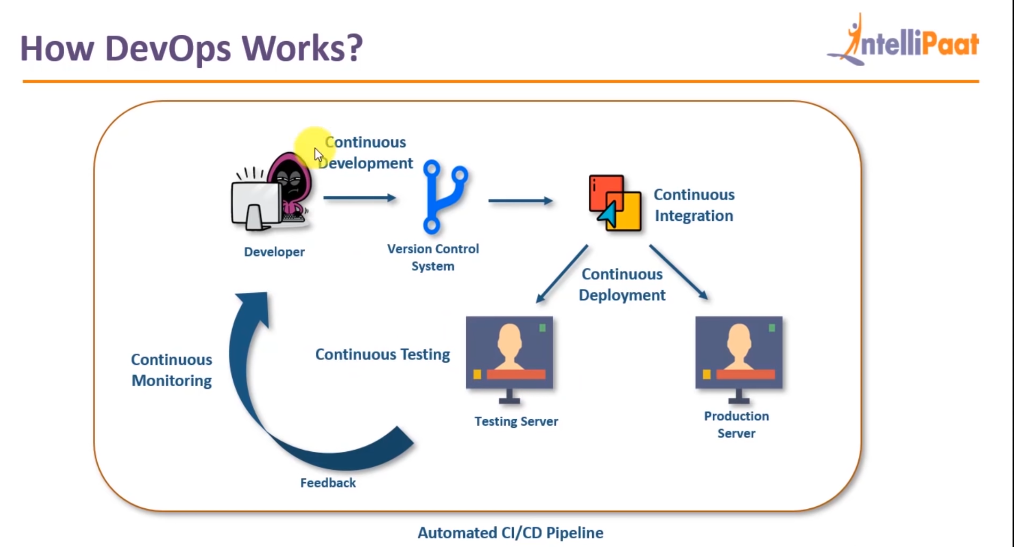 How DevOps Works?
IntelliPaat
Continuous
Development
Developer
Version Control
System
Continuous
Integration
Continuous
Deployment
Continuous Testing
Testing Server
Production
Server
Continuous
Monitoring
Feedback
Automated CI/CD Pipeline